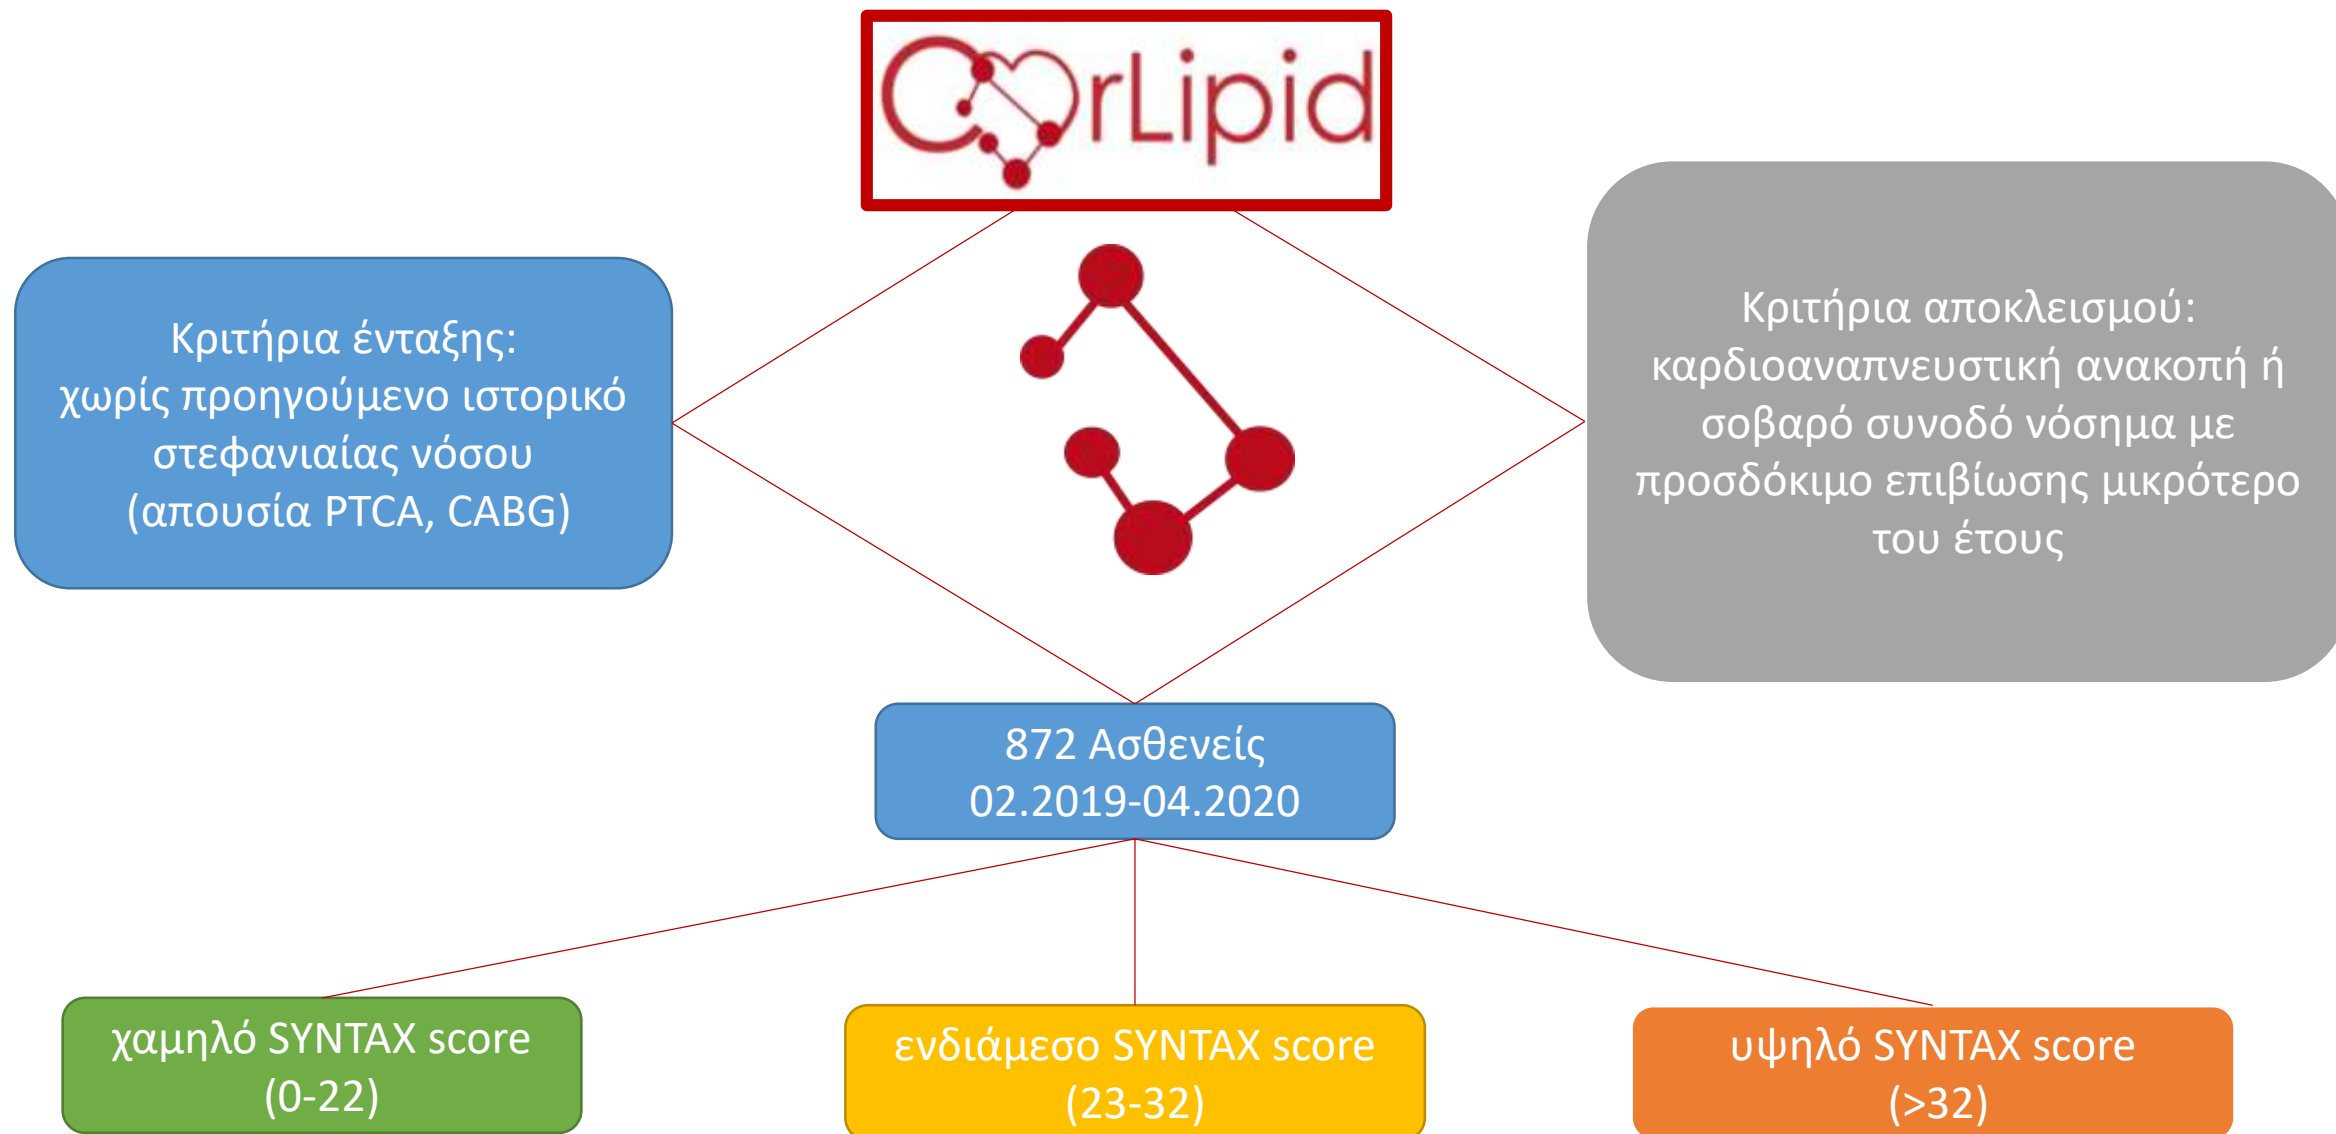 CorLipid
Κριτήρια ένταξης:
χωρίς προηγούμενο ιστορικό
στεφανιαίας νόσου
(απουσία PTCA, CABG)
Κριτήρια αποκλεισμού:
καρδιοαναπνευστική ανακοπή ή
σοβαρό συνοδό νόσημα με
προσδόκιμο επιβίωσης μικρότερο
του έτους
872 Ασθενείς
02.2019-04.2020
χαμηλό SYNTAX score
(0-22)
ενδιάμεσο SYNTAX score
(23-32)
υψηλό SYNTAX score
(>32)